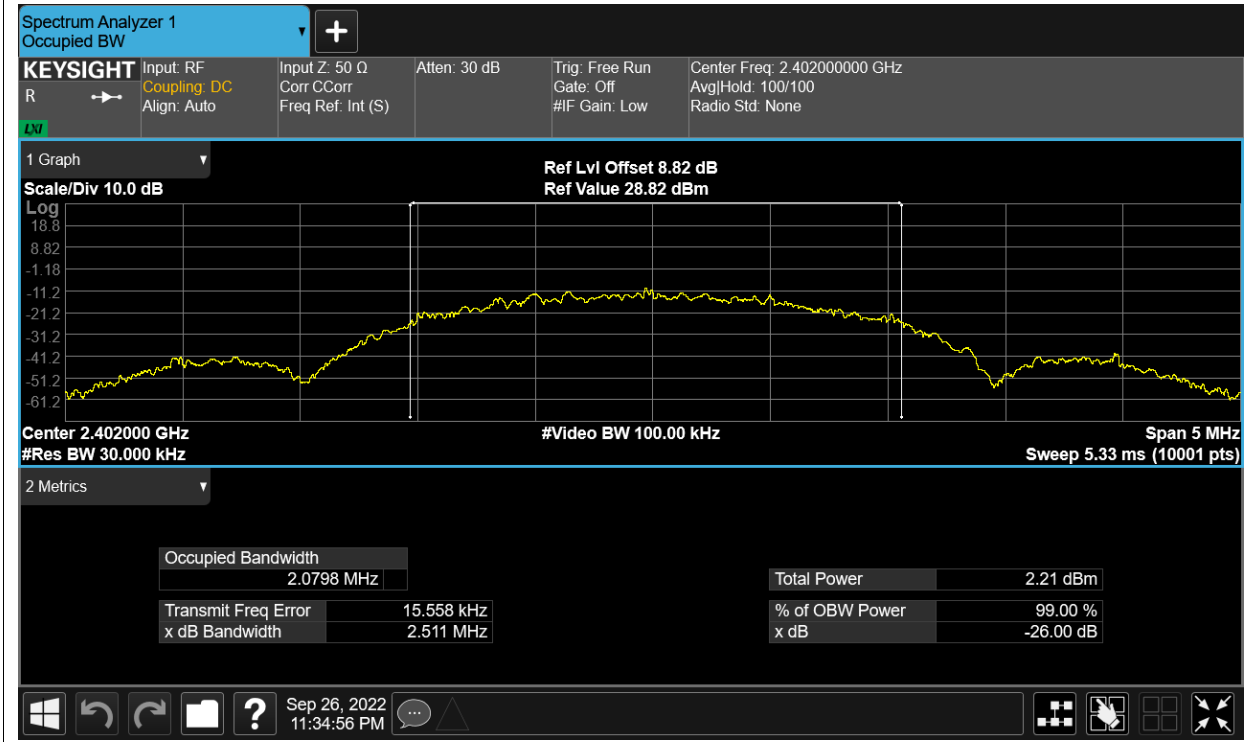 Spectrum Analyzer 1
Occupied BW
KEYSIGHT Input: RF Input Z: 50 Ω Atten: 30 dB Trig: Free Run Center Freq: 2.402000000 GHz
R Coupling: DC Corr CCorr Gate: Off Avg|Hold: 100/100
Align: Auto Freq Ref: Int (S) #IF Gain: Low Radio Std: None
LXI
1 Graph
Ref Lvl Offset 8.82 dB
Scale/Div 10.0 dB Ref Value 28.82 dBm
Log
18.8
8.82
-1.18
-11.2
-21.2
-31.2
-41.2
-51.2
-61.2
Center 2.402000 GHz #Video BW 100.00 kHz Span 5 MHz
#Res BW 30.000 kHz Sweep 5.33 ms (10001 pts)
2 Metrics
Occupied Bandwidth
2.0798 MHz Total Power 2.21 dBm
Transmit Freq Error 15.558 kHz % of OBW Power 99.00 %
x dB Bandwidth 2.511 MHz x dB -26.00 dB
? Sep 26, 2022
11:34:56 PM